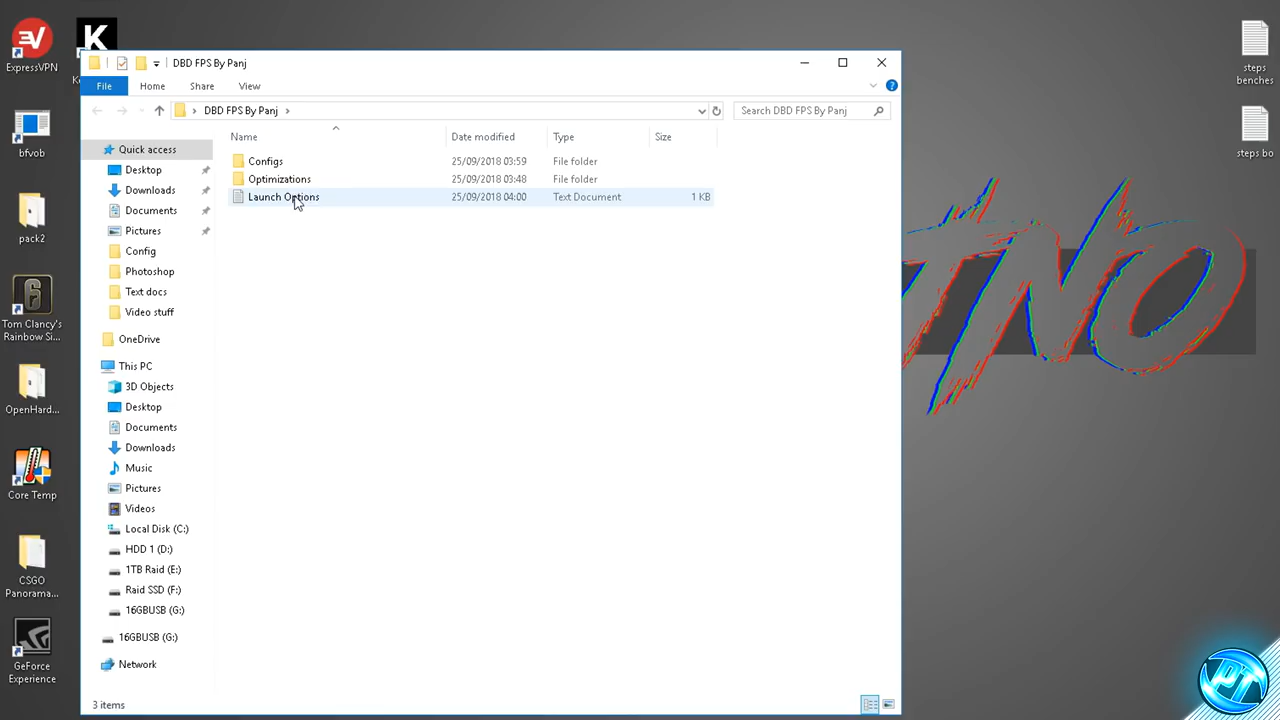 ExpressVPN
K
bfvob
pack2
Tom Clancy's
Rainbow Si...
OpenHard...
Core Temp
CSGO
Panorama...
GeForce
Experience
DBD FPS By Panj
File Home Share View
DBD FPS By Panj
Search DBD FPS By Panj
Name Date modified Type Size
Configs 25/09/2018 03:59 File folder
Optimizations 25/09/2018 03:48 File folder
Launch Options 25/09/2018 04:00 Text Document 1 KB
Quick access
Desktop
Downloads
Documents
Pictures
Config
Photoshop
Text docs
Video stuff
OneDrive
This PC
3D Objects
Desktop
Documents
Downloads
Music
Pictures
Videos
Local Disk (C:)
HDD 1 (D:)
1TB Raid (E:)
Raid SSD (F:)
16GBUSB (G:)
16GBUSB (G:)
Network
3 items
steps
benches
steps bo
TNO
PT